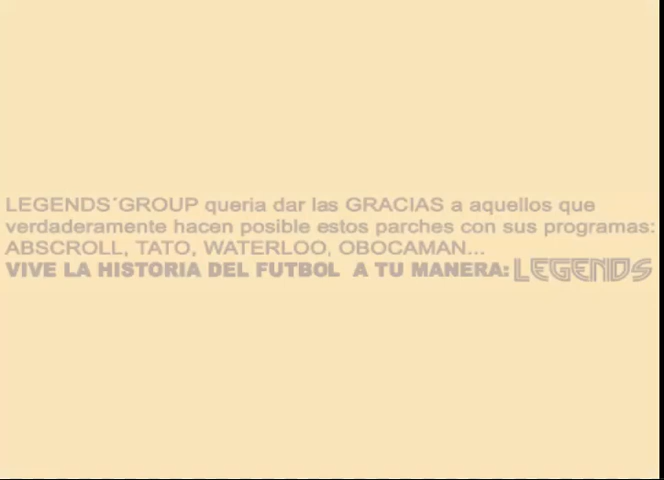 LEGENDS´GROUP queria dar las GRACIAS a aquellos que
verdaderamente hacen posible estos parches con sus programas:
ABSCROLL, TATO, WATERLOO, OBOCAMAN...
VIVE LA HISTORIA DEL FUTBOL A TU MANERA: LEGENDS